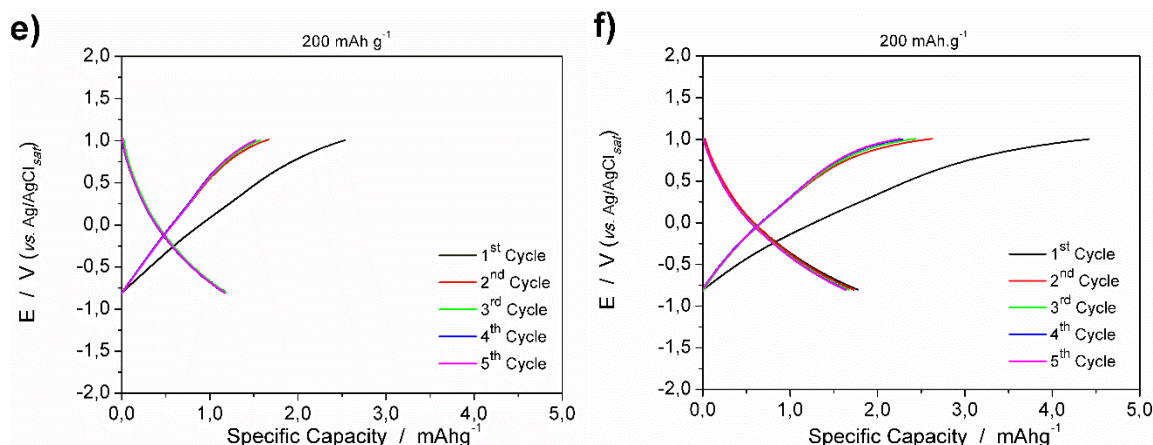 e)
200 mAh g⁻¹
2,0
1,5
1,0
0,5
0,0
-0,5
-1,0
-1,5
-2,0
E / V (vs. Ag/AgCl_sat)
1st Cycle
2nd Cycle
3rd Cycle
4th Cycle
5th Cycle
0,0 1,0 2,0 3,0 4,0 5,0
Specific Capacity / mAhg⁻¹
f)
200 mAh.g⁻¹
2,0
1,5
1,0
0,5
0,0
-0,5
-1,0
-1,5
-2,0
E / V (vs. Ag/AgCl_sat)
1st Cycle
2nd Cycle
3rd Cycle
4th Cycle
5th Cycle
0,0 1,0 2,0 3,0 4,0 5,0
Specific Capacity / mAhg⁻¹